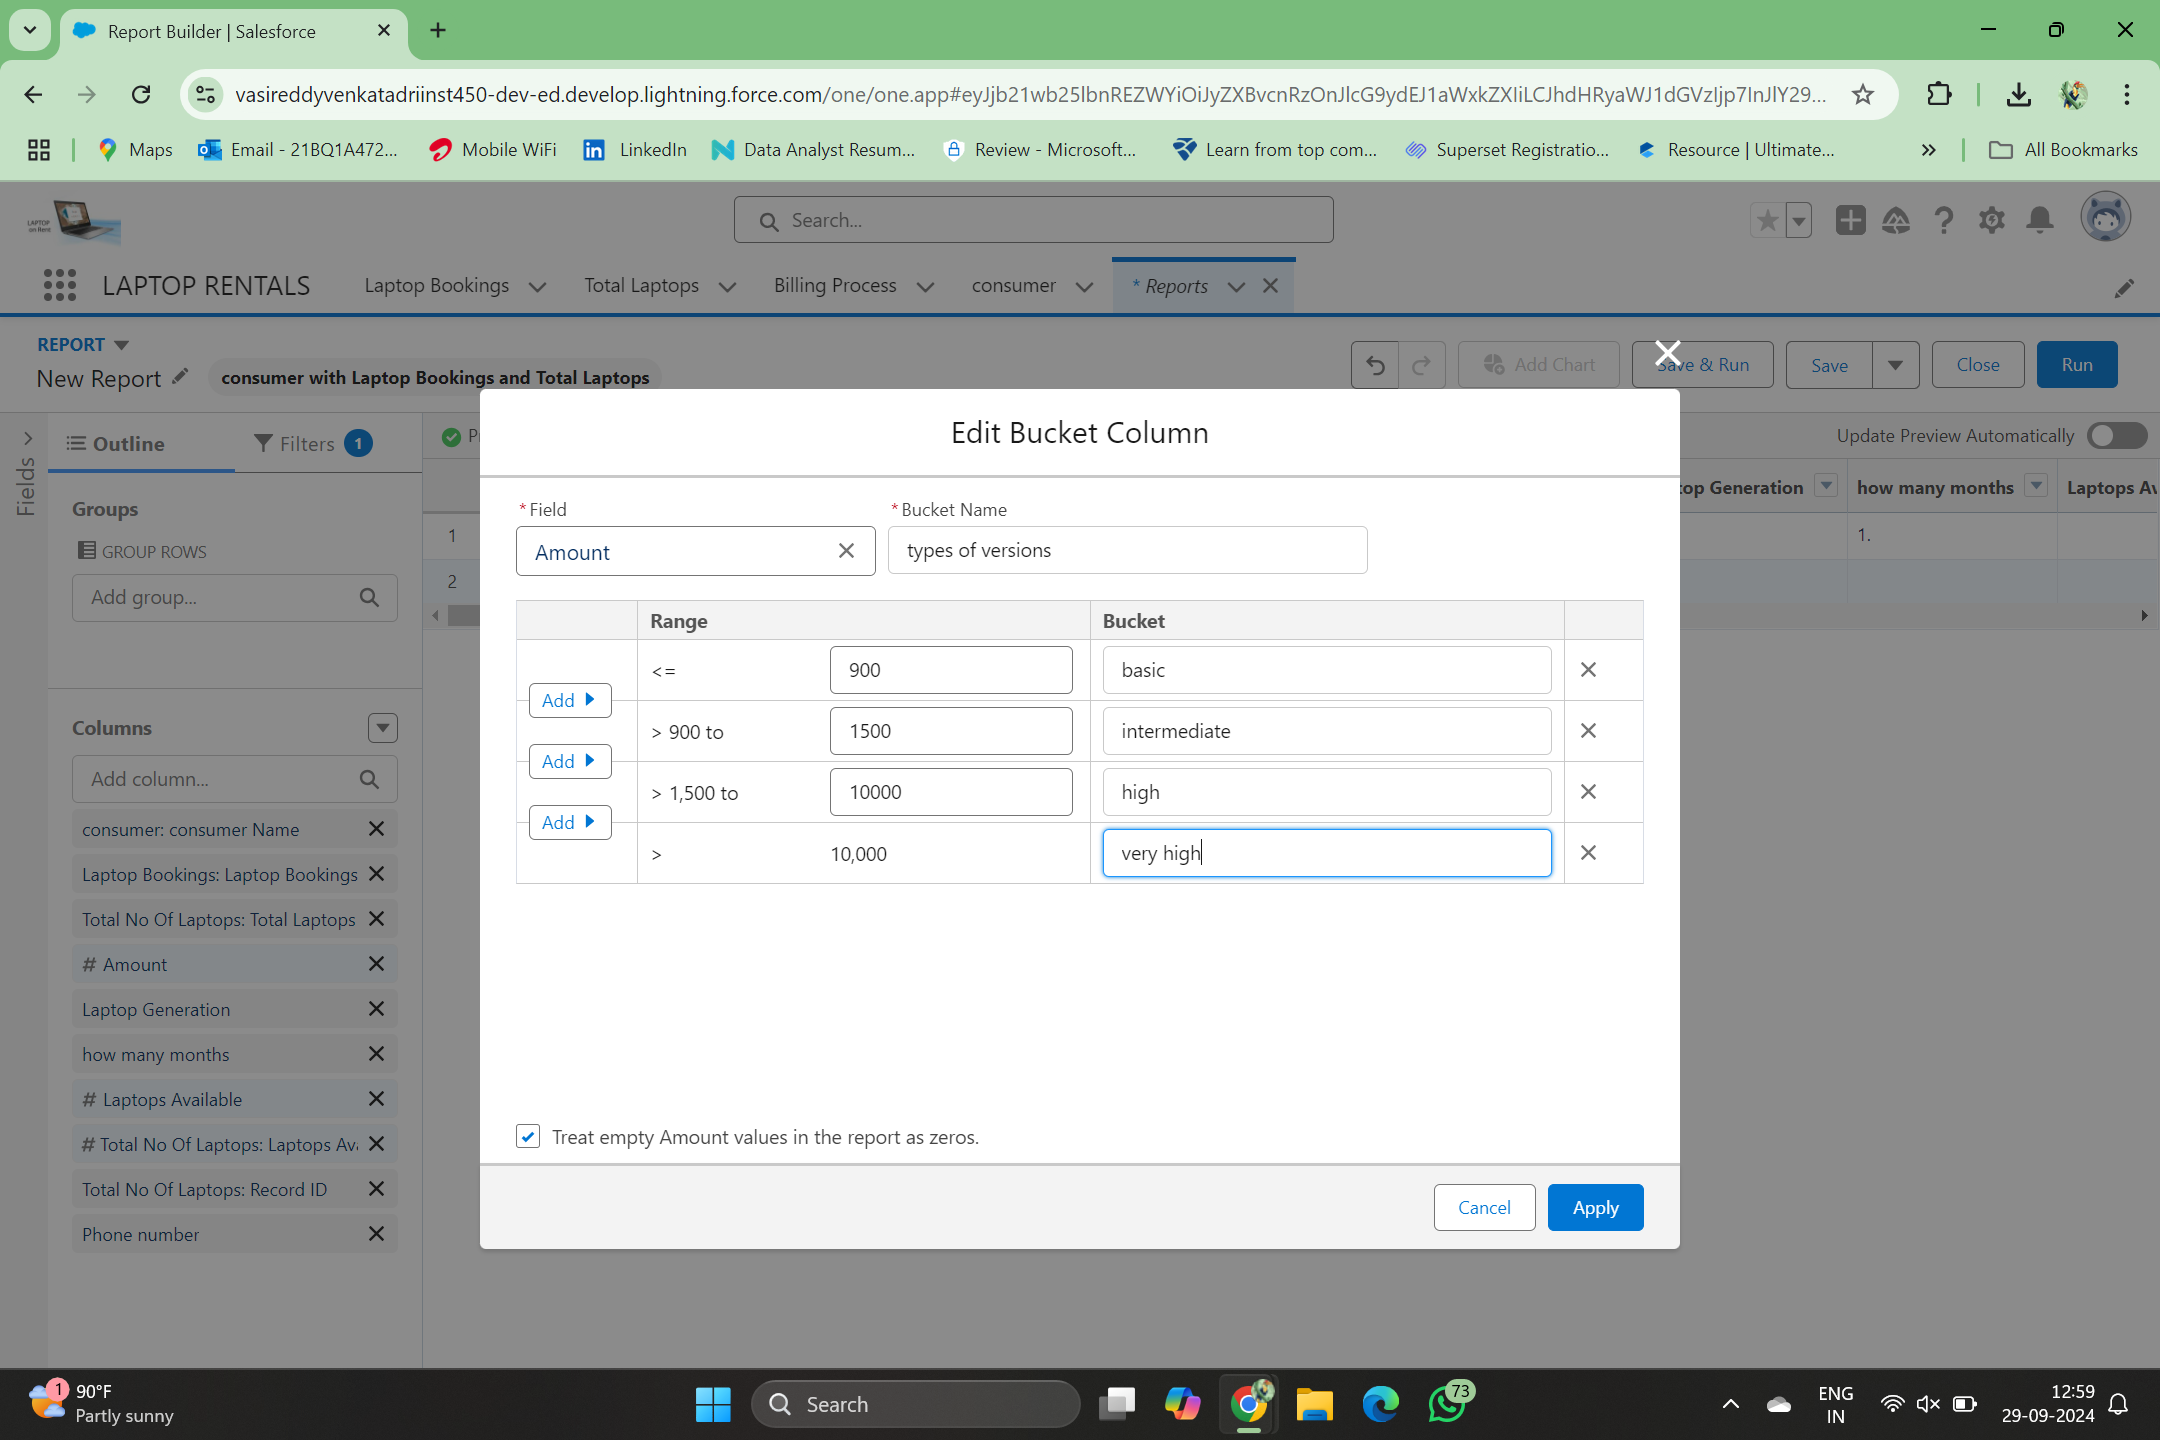 Report Builder | Salesforce
vasireddyvenkatadriinst450-dev-ed.develop.lightning.force.com/one/one.app#eyJjb21wb25lbnREZWYiOiJyZXBvcnRzOnJlcG9ydEJ1aWxkZXIiLCJhdHRyaWJ1dGVzIjp7InJlY29...
Maps
Email - 21BQ1A472...
Mobile WiFi
LinkedIn
Data Analyst Resum...
Review - Microsoft...
Learn from top com...
Superset Registratio...
Resource | Ultimate...
All Bookmarks
LAPTOP
on Rent
Search...
LAPTOP RENTALS
Laptop Bookings
Total Laptops
Billing Process
consumer
* Reports
REPORT
New Report
consumer with Laptop Bookings and Total Laptops
Add Chart
Save & Run
Save
Close
Run
Fields
Outline
Filters 1
Update Preview Automatically
Groups
GROUP ROWS
Add group...
Columns
Add column...
consumer: consumer Name
Laptop Bookings: Laptop Bookings
Total No Of Laptops: Total Laptops
# Amount
Laptop Generation
how many months
# Laptops Available
# Total No Of Laptops: Laptops Av
Total No Of Laptops: Record ID
Phone number
1
2
op Generation
how many months
Laptops Av
1.
Edit Bucket Column
* Field
* Bucket Name
Amount
types of versions
Range
Bucket
<= 900 basic
Add
> 900 to 1500 intermediate
Add
> 1,500 to 10000 high
Add
> 10,000 very high
Treat empty Amount values in the report as zeros.
Cancel
Apply
1
90°F
Partly sunny
Search
73
ENG
IN
12:59
29-09-2024